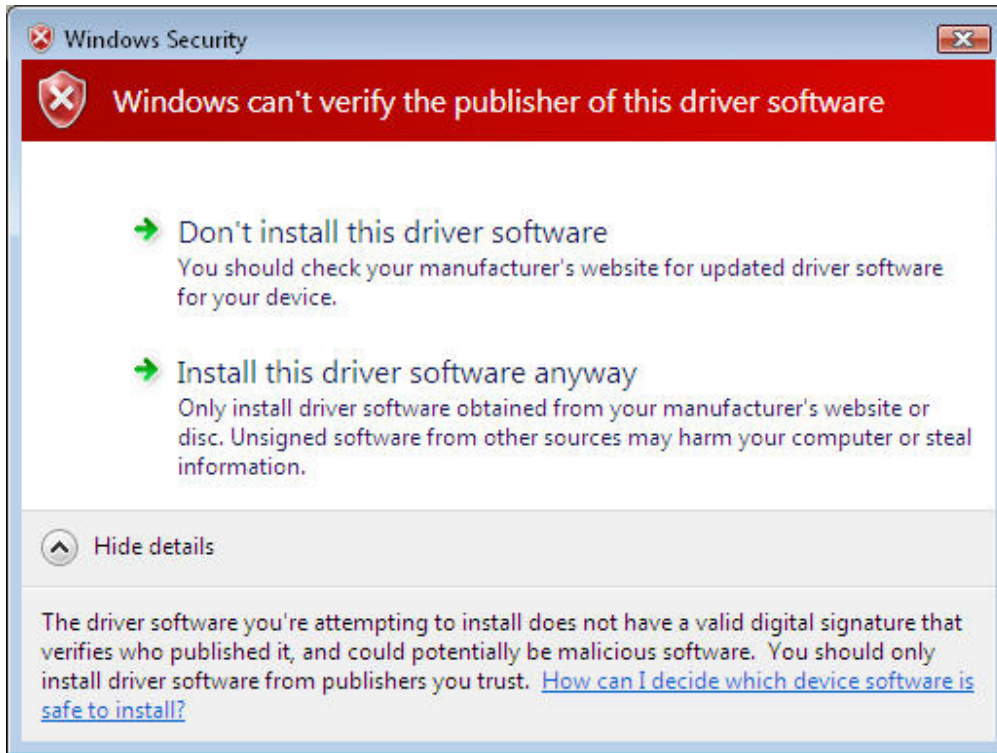 Windows Security
Windows can't verify the publisher of this driver software
Don't install this driver software
You should check your manufacturer's website for updated driver software
for your device.
Install this driver software anyway
Only install driver software obtained from your manufacturer's website or
disc. Unsigned software from other sources may harm your computer or steal
information.
Hide details
The driver software you're attempting to install does not have a valid digital signature that
verifies who published it, and could potentially be malicious software.  You should only
install driver software from publishers you trust.  How can I decide which device software is
safe to install?